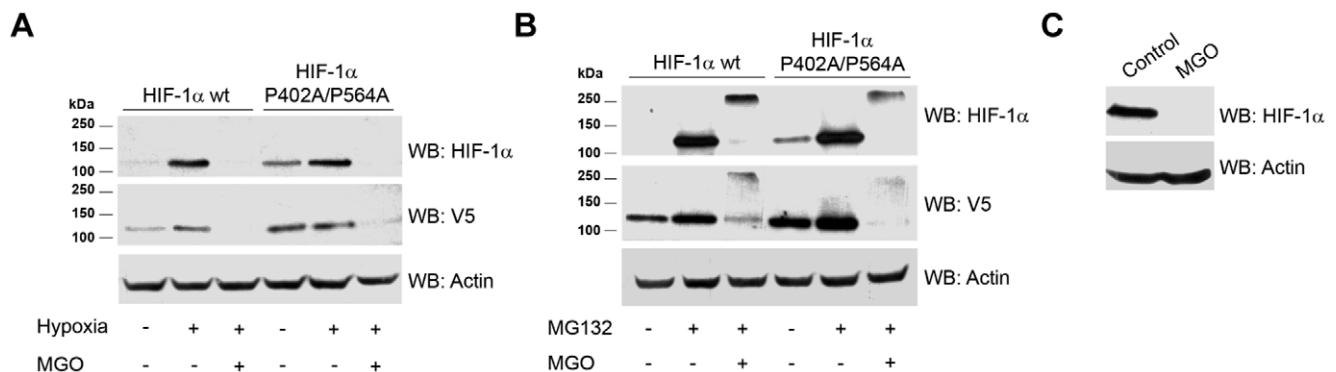 A
HIF-1α wt
HIF-1α
P402A/P564A
kDa
250
150
100
WB: HIF-1α
250
150
100
WB: V5
WB: Actin
Hypoxia - + + - + +
MGO - - + - - +
B
HIF-1α wt
HIF-1α
P402A/P564A
kDa
250
150
100
WB: HIF-1α
250
150
100
WB: V5
WB: Actin
MG132 - + + - + +
MGO - - + - - +
C
Control
MGO
WB: HIF-1α
WB: Actin